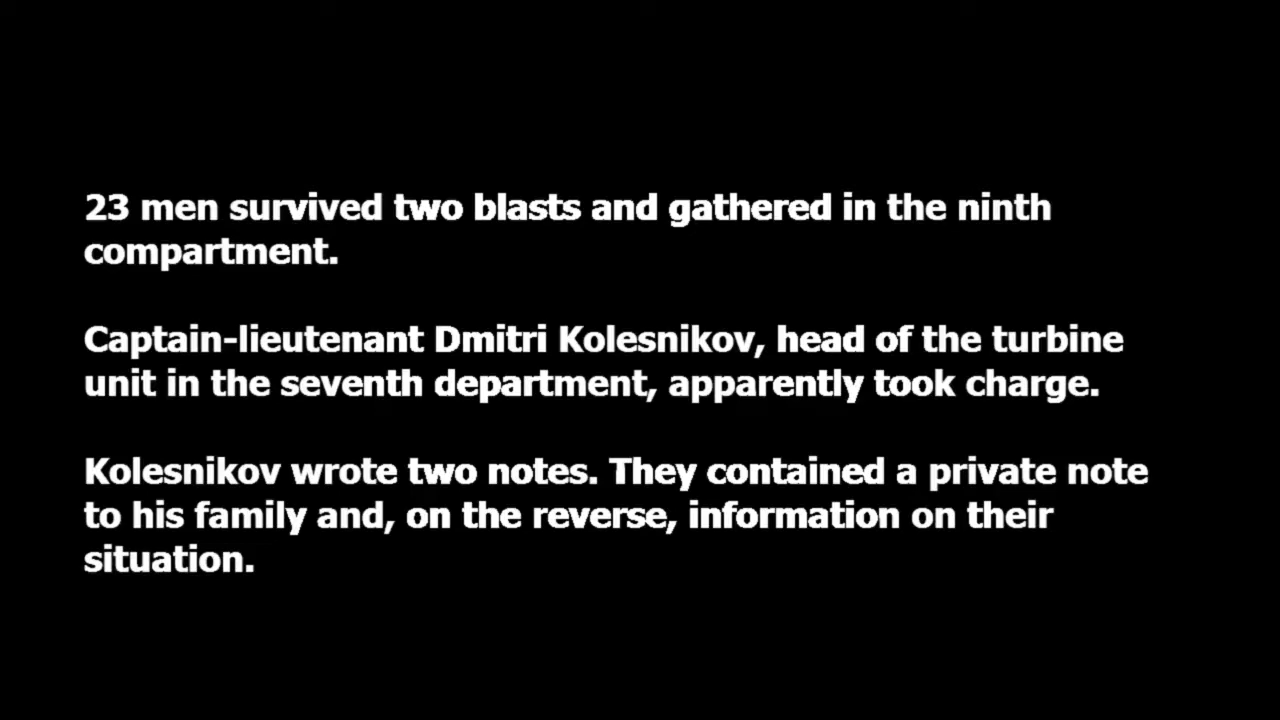 23 men survived two blasts and gathered in the ninth
compartment.
Captain-lieutenant Dmitri Kolesnikov, head of the turbine
unit in the seventh department, apparently took charge.
Kolesnikov wrote two notes. They contained a private note
to his family and, on the reverse, information on their
situation.